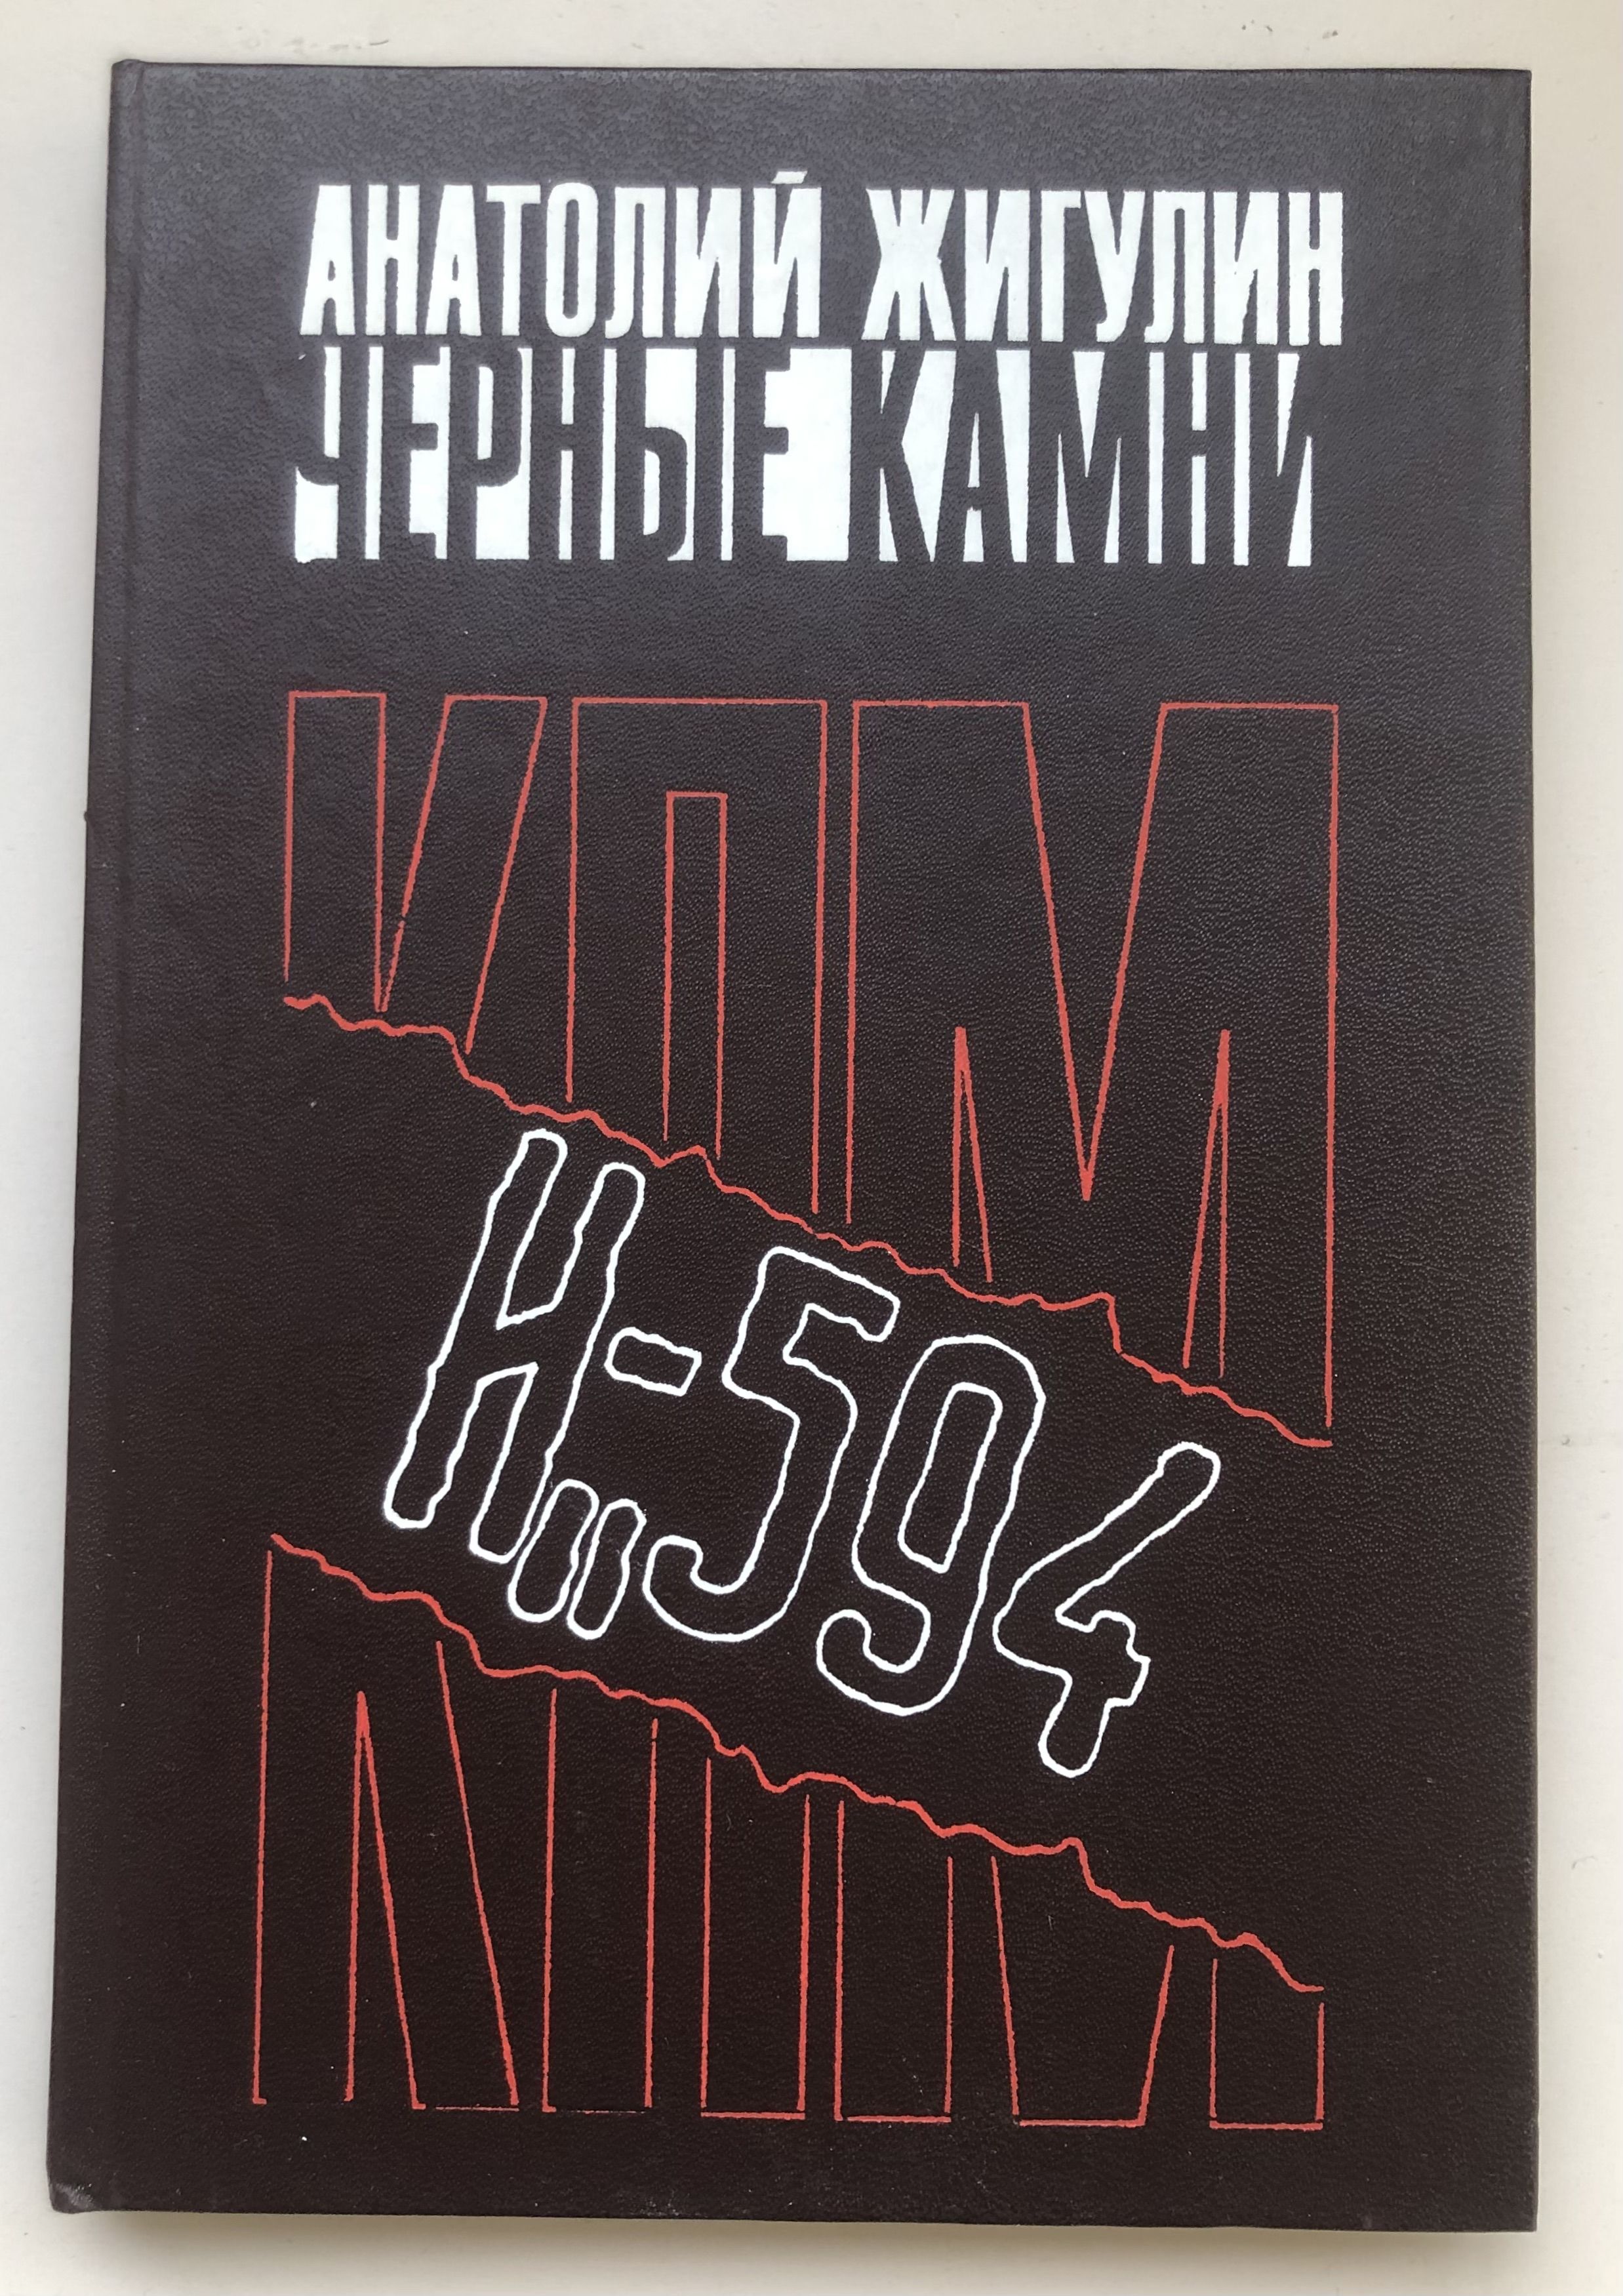 АНАТОЛИЙ ЖИГУЛИН
ЧЕРНЫЕ КАМНИ
КПМ
Н-594